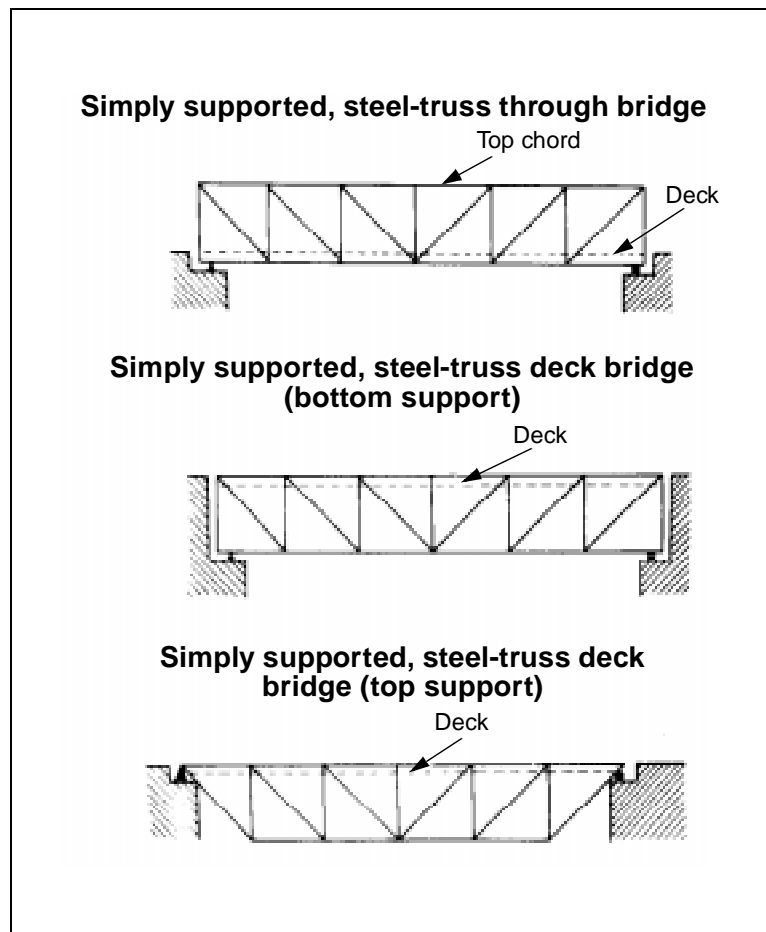 Simply supported, steel-truss through bridge
Top chord
Deck
Simply supported, steel-truss deck bridge
(bottom support)
Deck
Simply supported, steel-truss deck
bridge (top support)
Deck